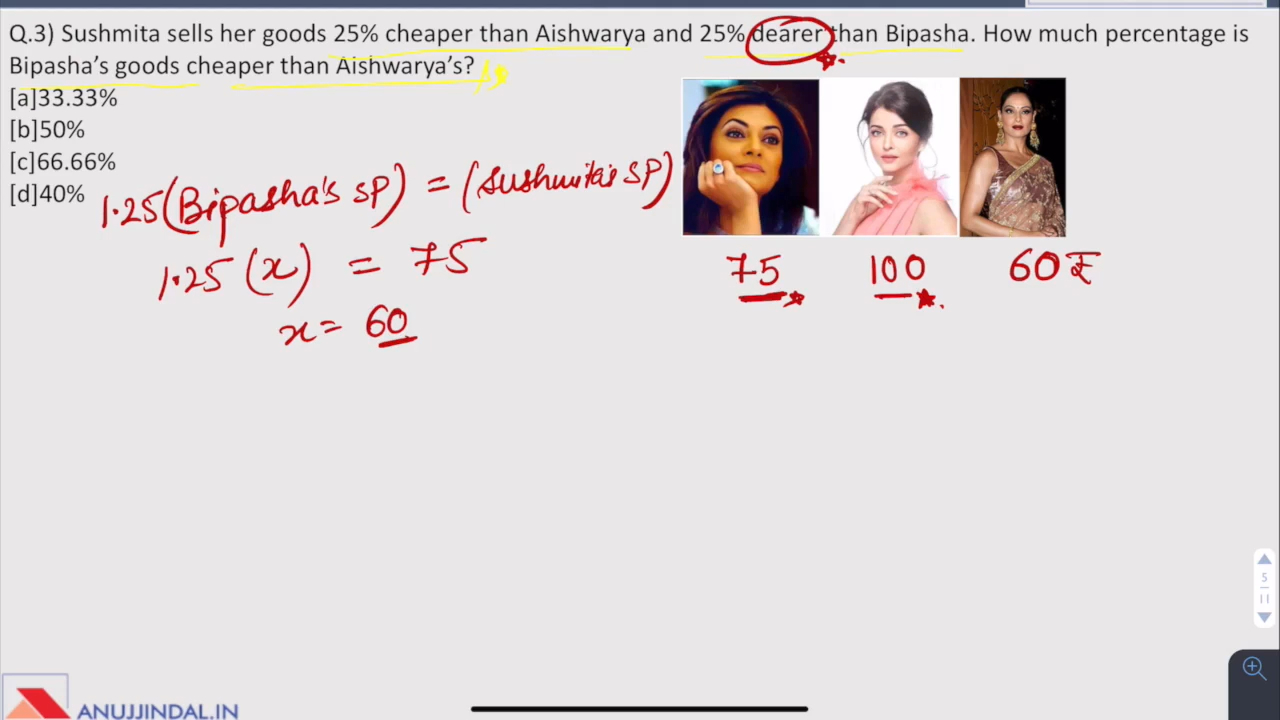 Q.3) Sushmita sells her goods 25% cheaper than Aishwarya and 25% dearer than Bipasha. How much percentage is
Bipasha's goods cheaper than Aishwarya's?
[a]33.33%
[b]50%
[c]66.66%
[d]40%
1.25(Bipasha's SP) = (Sushmita's SP)
1.25 (x) = 75
x = 60
75 100 60₹
5
11
ANUJJINDAL.IN